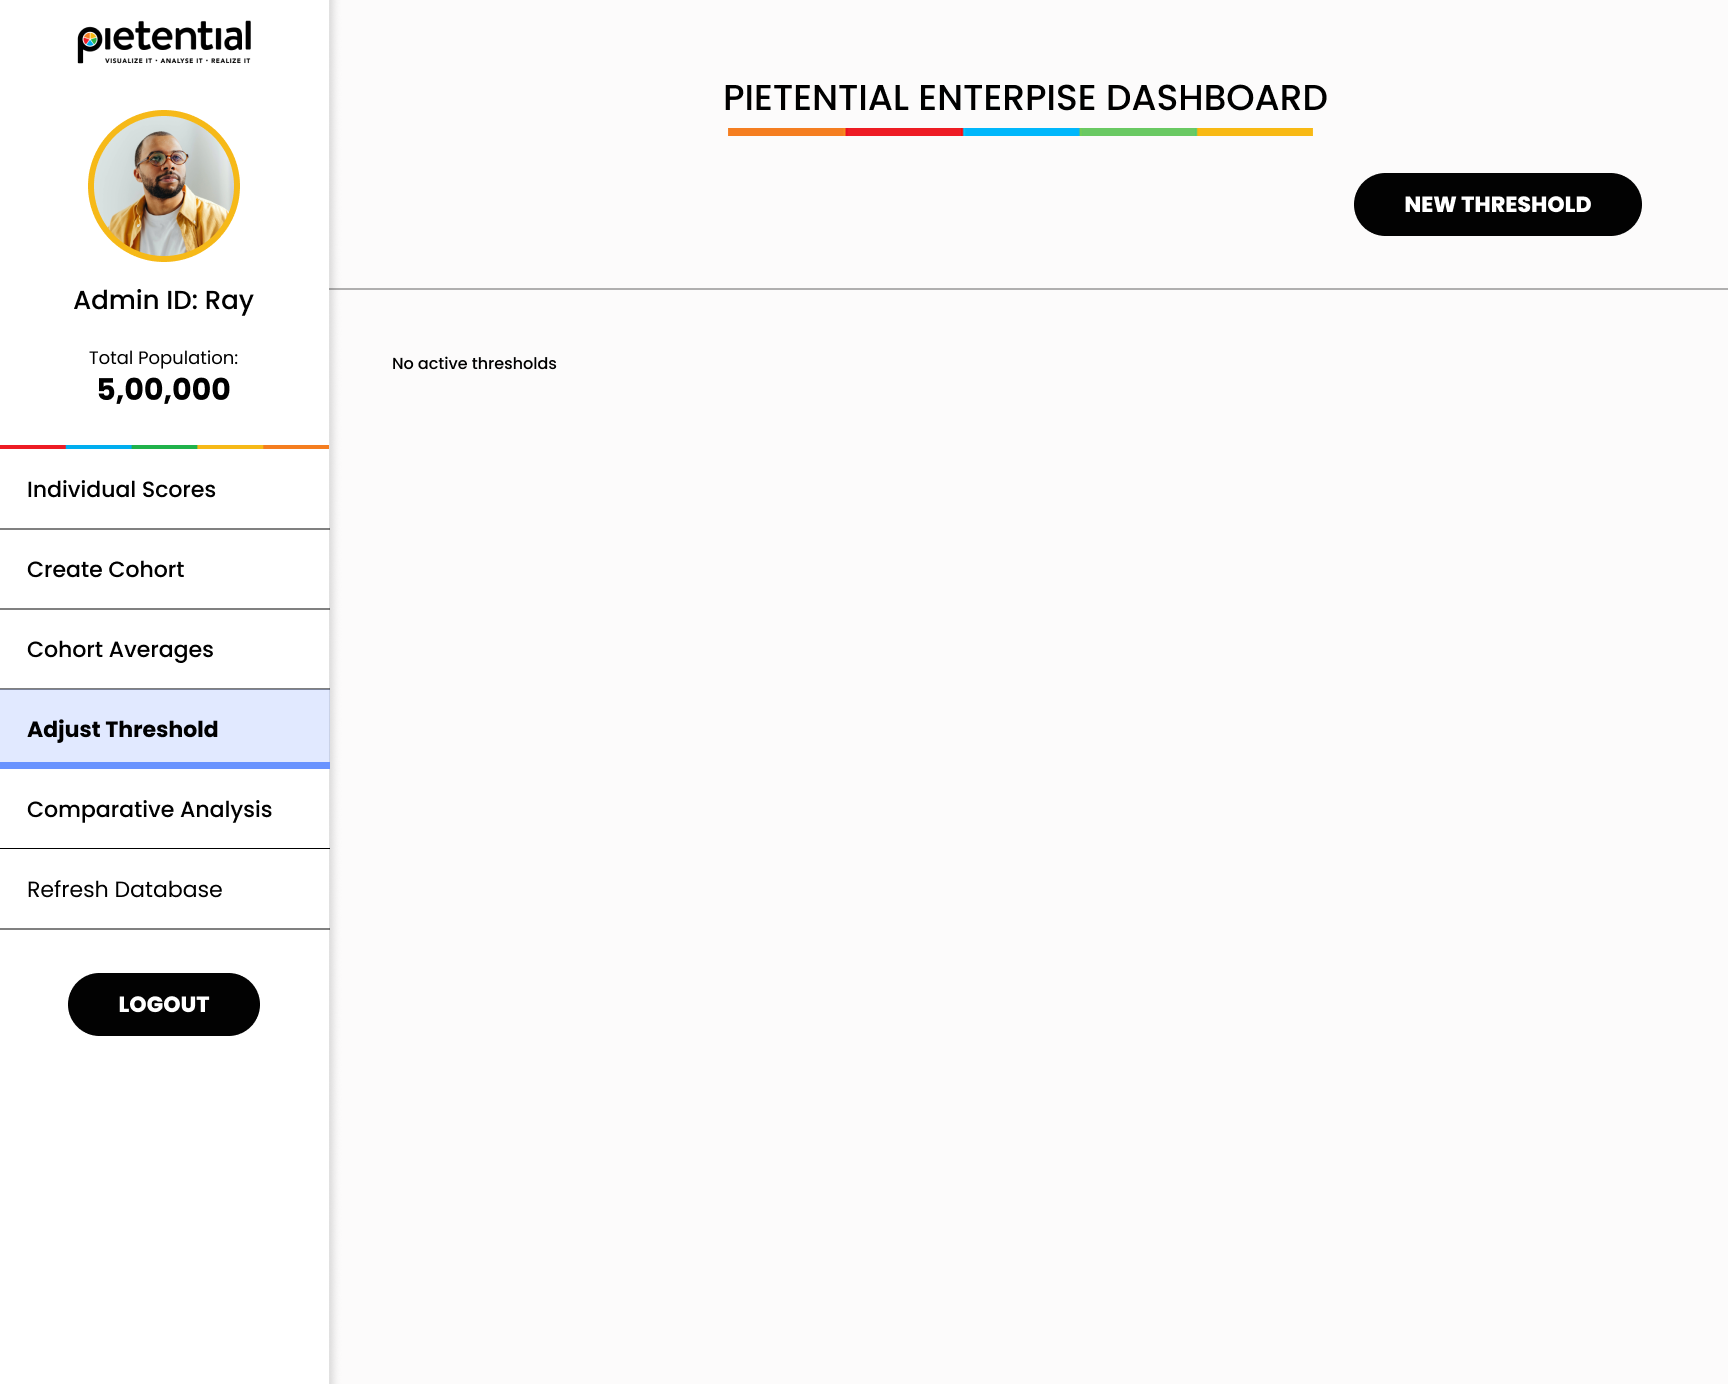 pietential
VISUALIZE IT • ANALYSE IT • REALIZE IT
Admin ID: Ray
Total Population:
5,00,000
Individual Scores
Create Cohort
Cohort Averages
Adjust Threshold
Comparative Analysis
Refresh Database
LOGOUT
PIETENTIAL ENTERPISE DASHBOARD
NEW THRESHOLD
No active thresholds